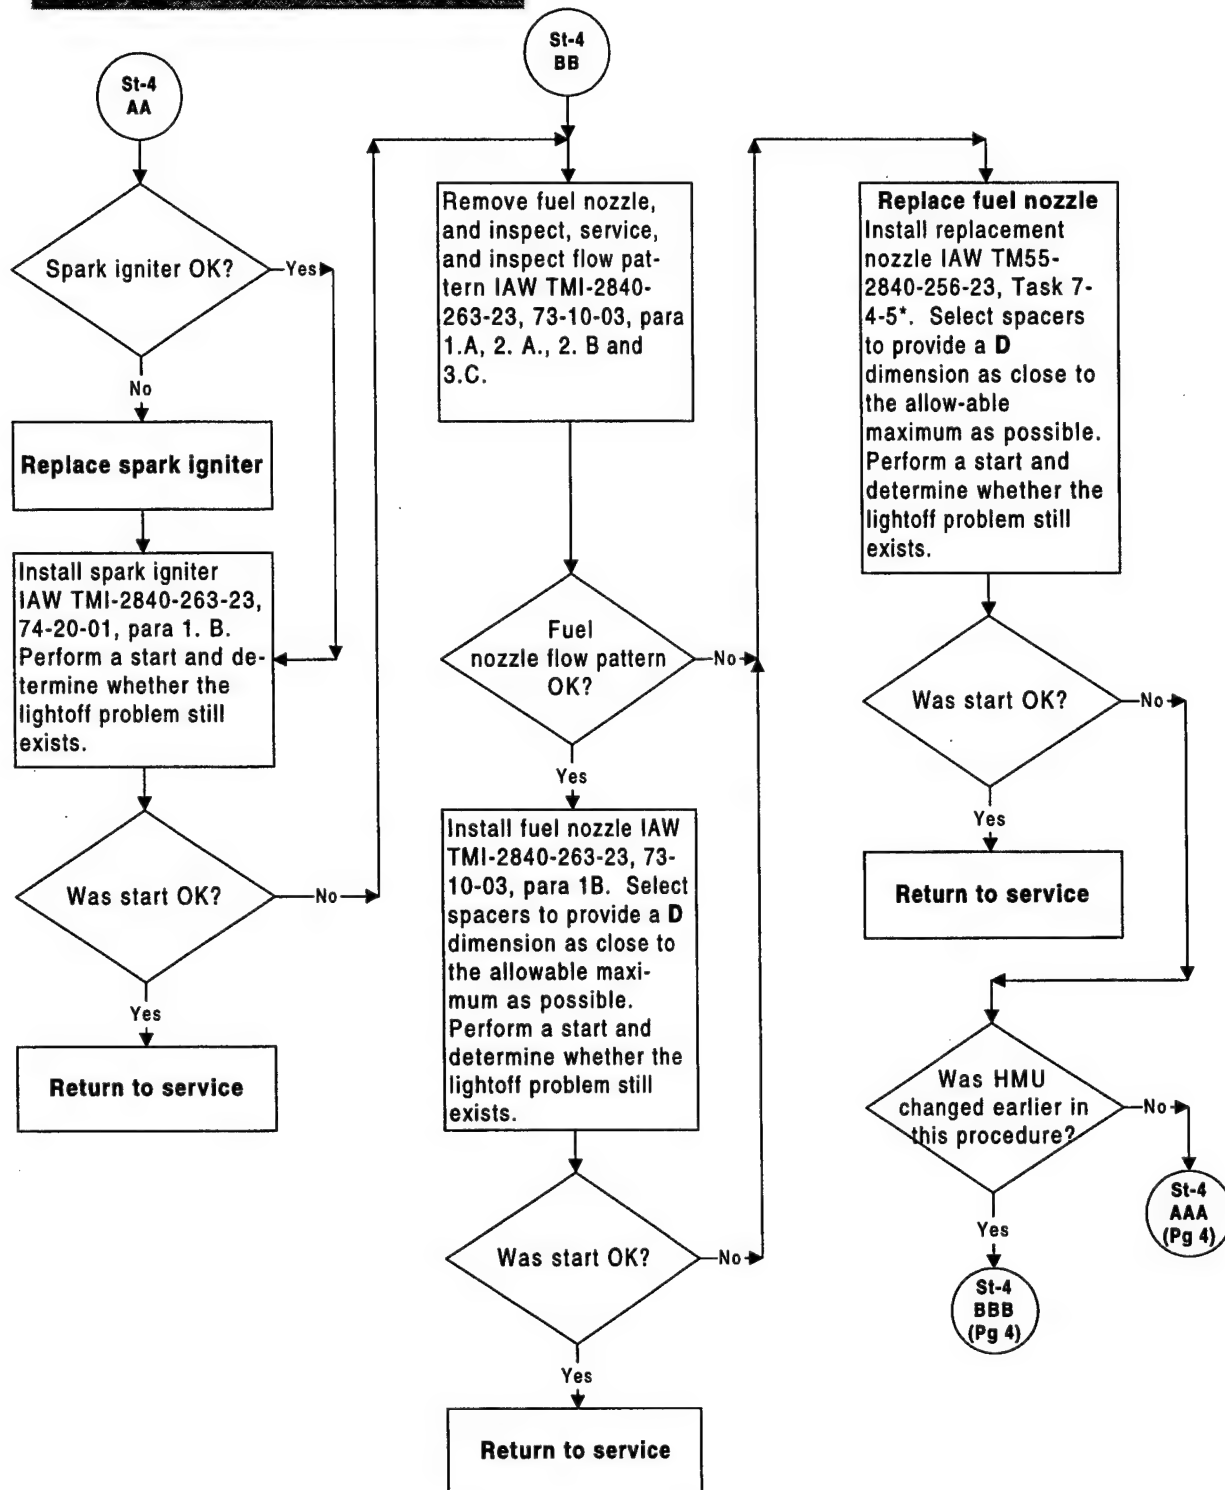 St-4
AA
Spark igniter OK?
Yes
No
Replace spark igniter
Install spark igniter
IAW TMI-2840-263-23,
74-20-01, para 1. B.
Perform a start and de-
termine whether the
lightoff problem still
exists.
Was start OK?
No
Yes
Return to service
St-4
BB
Remove fuel nozzle,
and inspect, service,
and inspect flow pat-
tern IAW TMI-2840-
263-23, 73-10-03, para
1.A, 2. A., 2. B and
3.C.
Fuel
nozzle flow pattern
OK?
No
Yes
Install fuel nozzle IAW
TMI-2840-263-23, 73-
10-03, para 1B. Select
spacers to provide a D
dimension as close to
the allowable maxi-
mum as possible.
Perform a start and
determine whether the
lightoff problem still
exists.
Was start OK?
No
Yes
Return to service
Replace fuel nozzle
Install replacement
nozzle IAW TM55-
2840-256-23, Task 7-
4-5*. Select spacers
to provide a D
dimension as close to
the allow-able
maximum as possible.
Perform a start and
determine whether the
lightoff problem still
exists.
Was start OK?
No
Yes
Return to service
Was HMU
changed earlier in
this procedure?
No
St-4
AAA
(Pg 4)
Yes
St-4
BBB
(Pg 4)